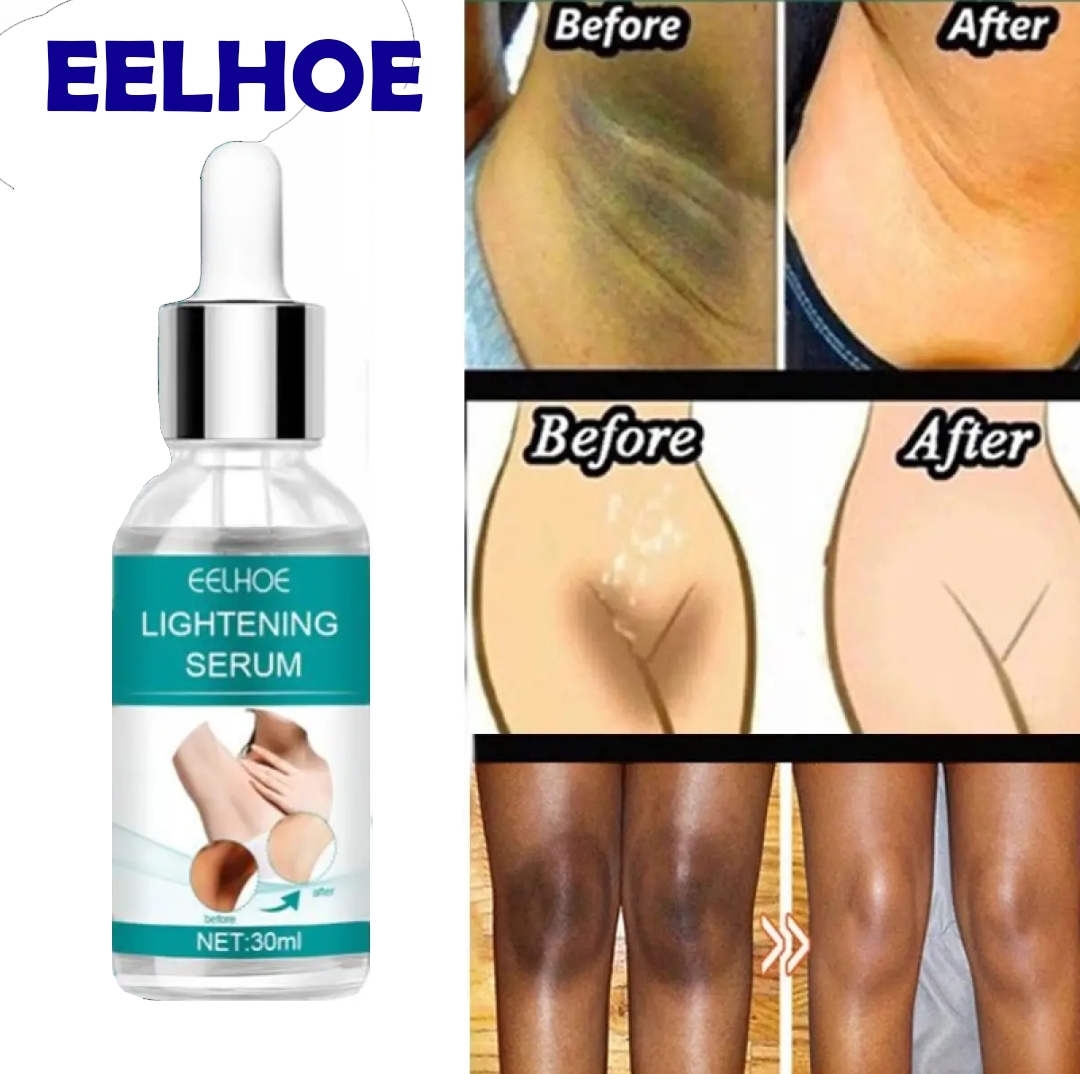 EELHOE
Before
After
EELHOE
LIGHTENING
SERUM
before
after
NET:30ml
Before
After